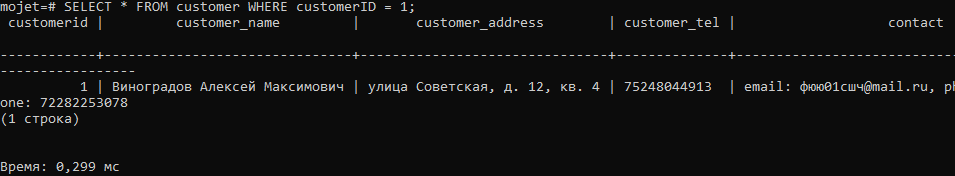 mojet=# SELECT * FROM customer WHERE customerID = 1;
customerid | customer_name | customer_address | customer_tel | contact
------------+-----------------------------+------------------------------+--------------+----------------------------
-----------------
1 | Виноградов Алексей Максимович | улица Советская, д. 12, кв. 4 | 75248044913 | email: фюю01сшч@mail.ru, ph
one: 72282253078
(1 строка)
Время: 0,299 мс